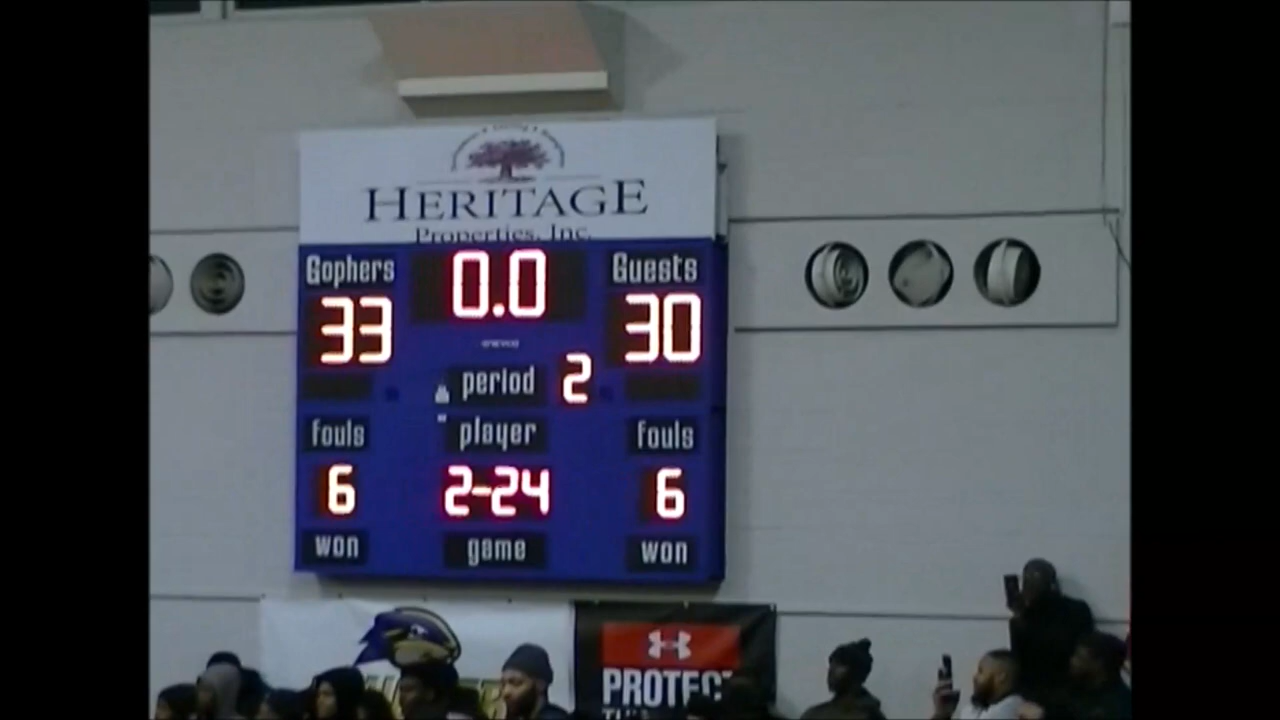 HERITAGE
Properties, Inc.
Gophers 0.0 Guests
33 30
period 2
fouls player fouls
6 2-24 6
won game won
PROTECT